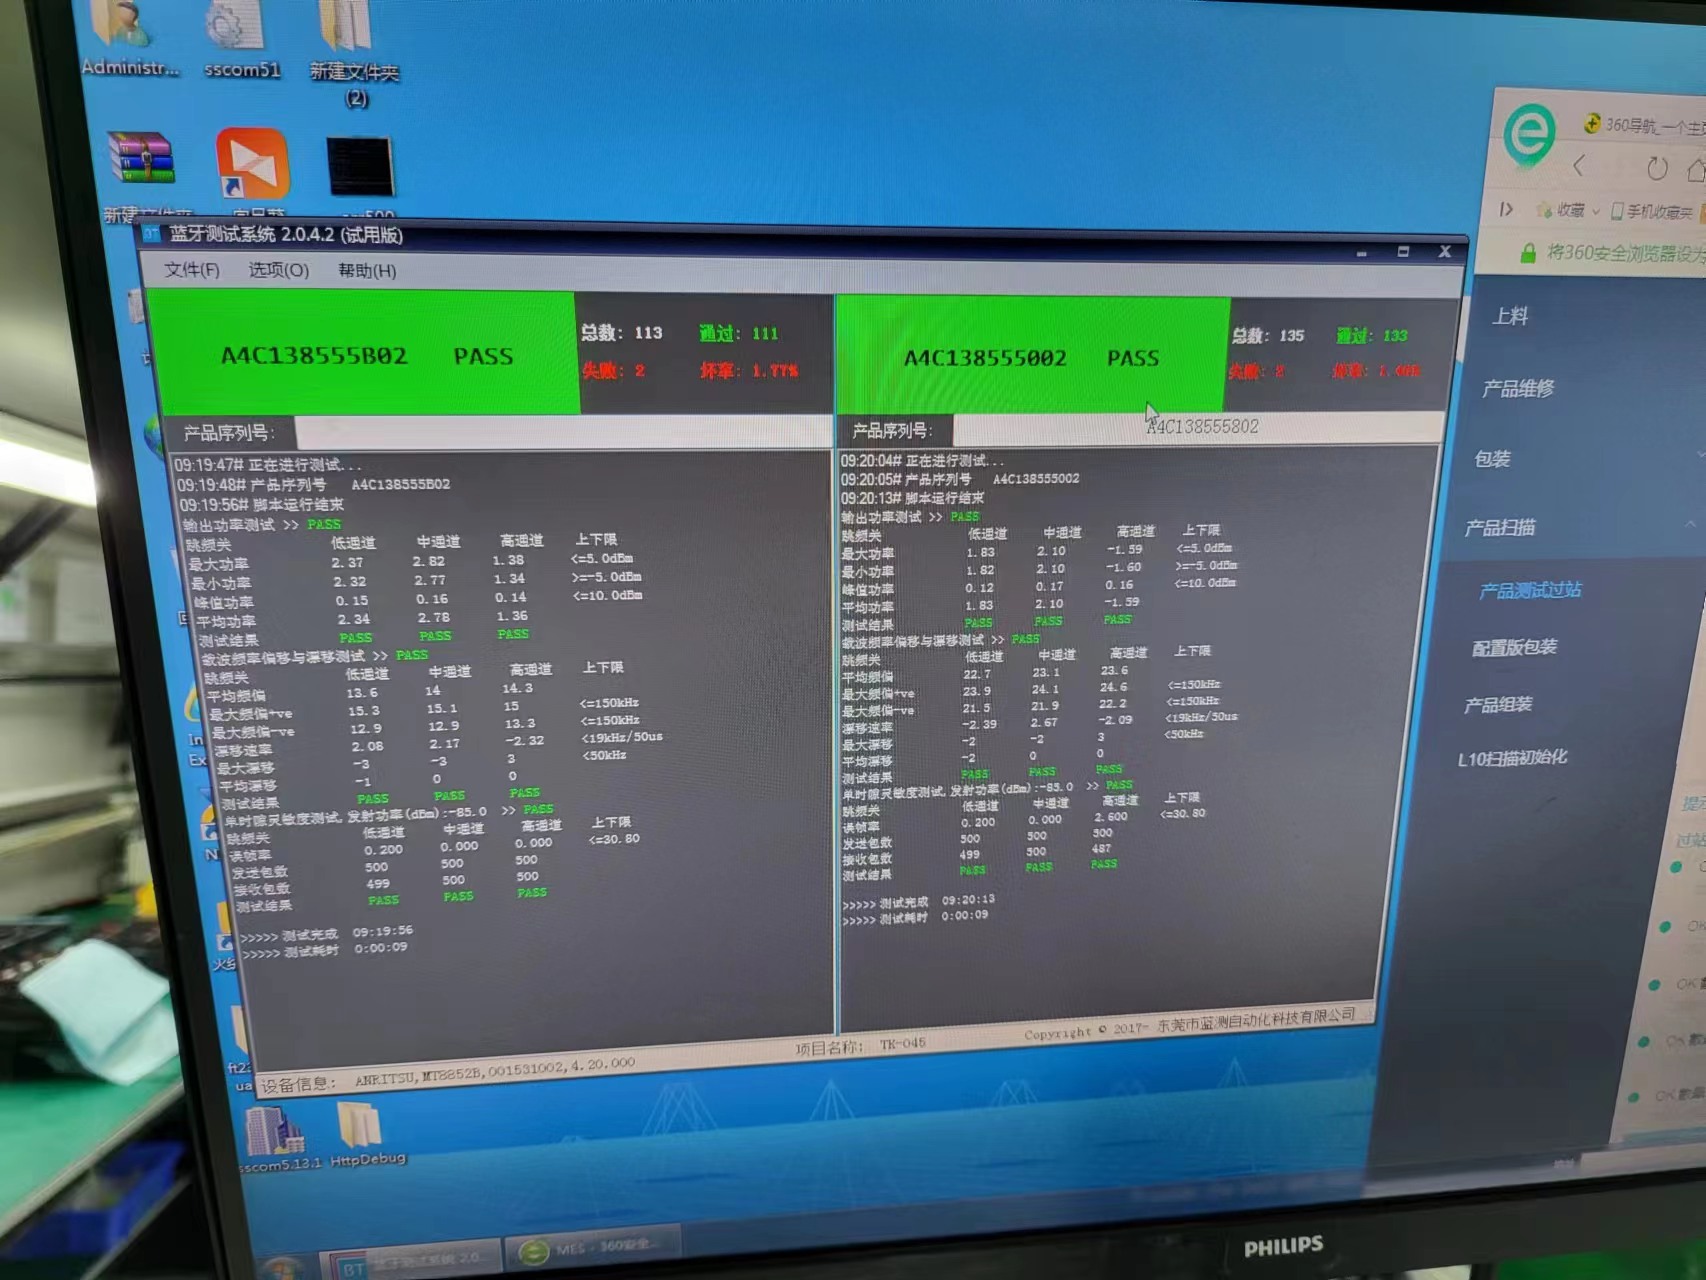 Administr...
sscom51
新建文件夹
(2)
360导航_一个主页
收藏
手机收藏夹
将360安全浏览器设为
蓝牙测试系统 2.0.4.2 (试用版)
文件(F) 选项(O) 帮助(H)
A4C138555B02 PASS
总数: 113 通过: 111
失败: 2 坏率: 1.77%
产品序列号:
09:19:47# 正在进行测试...
09:19:48# 产品序列号 A4C138555B02
09:19:56# 脚本运行结束
输出功率测试 >> PASS
跳频关 低通道 中通道 高通道 上下限
最大功率 2.37 2.82 1.38 <=5.0dBm
最小功率 2.32 2.77 1.34 >=-5.0dBm
峰值功率 0.15 0.16 0.14 <=10.0dBm
平均功率 2.34 2.78 1.36
测试结果 PASS PASS PASS
载波频率偏移与漂移测试 >> PASS
跳频关 低通道 中通道 高通道 上下限
平均频偏 13.6 14 14.3
最大频偏+ve 15.3 15.1 15 <=150kHz
最大频偏-ve 12.9 12.9 13.3 <=150kHz
漂移速率 2.08 2.17 -2.32 <19kHz/50us
最大漂移 -3 -3 3 <50kHz
平均漂移 -1 0 0
测试结果 PASS PASS PASS
单时隙灵敏度测试,发射功率(dBm):-85.0 >> PASS
跳频关 低通道 中通道 高通道 上下限
误帧率 0.200 0.000 0.000 <=30.80
发送包数 500 500 500
接收包数 499 500 500
测试结果 PASS PASS PASS
>>>>> 测试完成 09:19:56
>>>>> 测试耗时 0:00:09
A4C138555002 PASS
总数: 135 通过: 133
失败: 2
产品序列号: A4C138555802
09:20:04# 正在进行测试...
09:20:05# 产品序列号 A4C138555002
09:20:13# 脚本运行结束
输出功率测试 >> PASS
跳频关 低通道 中通道 高通道 上下限
最大功率 1.83 2.10 -1.59 <=5.0dBm
最小功率 1.82 2.10 -1.60 >=-5.0dBm
峰值功率 0.12 0.17 0.16 <=10.0dBm
平均功率 1.83 2.10 -1.59
测试结果 PASS PASS PASS
载波频率偏移与漂移测试 >> PASS
跳频关 低通道 中通道 高通道 上下限
平均频偏 22.7 23.1 23.6
最大频偏+ve 23.9 24.1 24.6 <=150kHz
最大频偏-ve 21.5 21.9 22.2 <=150kHz
漂移速率 -2.39 2.67 -2.09 <19kHz/50us
最大漂移 -2 -2 3 <50kHz
平均漂移 -2 0 0
测试结果 PASS PASS PASS
单时隙灵敏度测试,发射功率(dBm):-85.0 >> PASS
跳频关 低通道 中通道 高通道 上下限
误帧率 0.200 0.000 2.600 <=30.80
发送包数 500 500 500
接收包数 499 500 487
测试结果 PASS PASS PASS
>>>>> 测试完成 09:20:13
>>>>> 测试耗时 0:00:09
设备信息: ANRITSU,MT8852B,001531002,4.20.000
项目名称: TK-045
Copyright © 2017- 东莞市蓝测自动化科技有限公司
上料
产品维修
包装
产品扫描
产品测试过站
配置版包装
产品组装
L10扫描初始化
sscom5.13.1
HttpDebug
MES - 360安全...
PHILIPS